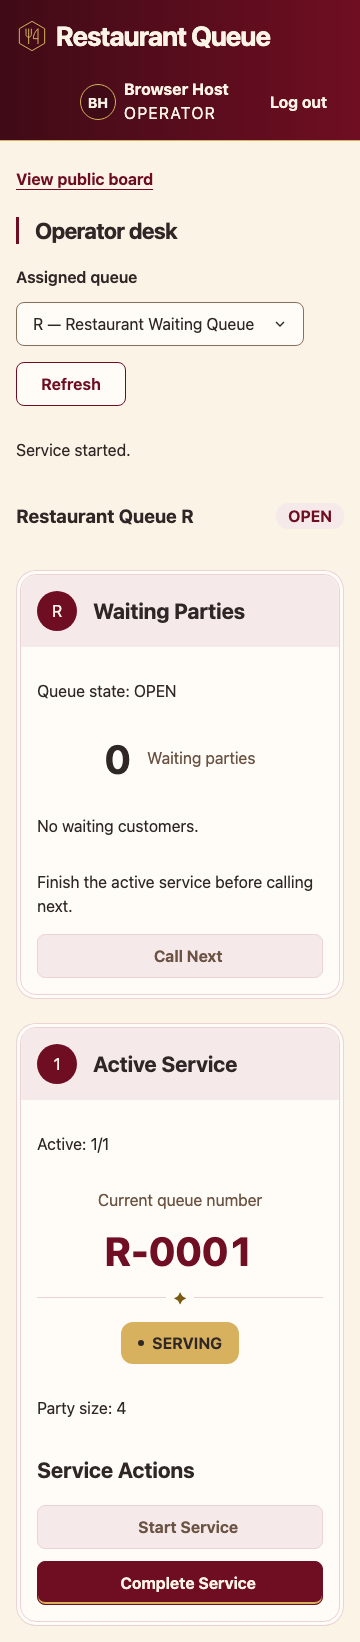 Restaurant Queue
BH
Browser Host
OPERATOR
Log out
View public board
Operator desk
Assigned queue
R — Restaurant Waiting Queue
Refresh
Service started.
Restaurant Queue R
OPEN
R
Waiting Parties
Queue state: OPEN
0 Waiting parties
No waiting customers.
Finish the active service before calling
next.
Call Next
1
Active Service
Active: 1/1
Current queue number
R-0001
SERVING
Party size: 4
Service Actions
Start Service
Complete Service